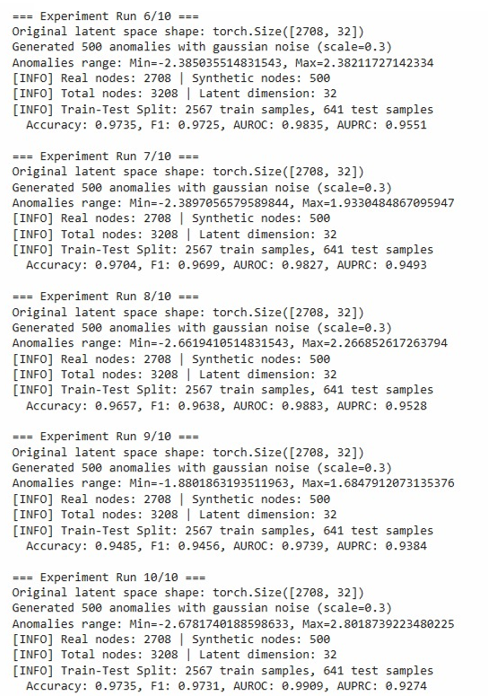 === Experiment Run 6/10 ===
Original latent space shape: torch.Size([2708, 32])
Generated 500 anomalies with gaussian noise (scale=0.3)
Anomalies range: Min=-2.385035514831543, Max=2.38211727142334
[INFO] Real nodes: 2708 | Synthetic nodes: 500
[INFO] Total nodes: 3208 | Latent dimension: 32
[INFO] Train-Test Split: 2567 train samples, 641 test samples
Accuracy: 0.9735, F1: 0.9725, AUROC: 0.9835, AUPRC: 0.9551
=== Experiment Run 7/10 ===
Original latent space shape: torch.Size([2708, 32])
Generated 500 anomalies with gaussian noise (scale=0.3)
Anomalies range: Min=-2.3897056579589844, Max=1.9330484867095947
[INFO] Real nodes: 2708 | Synthetic nodes: 500
[INFO] Total nodes: 3208 | Latent dimension: 32
[INFO] Train-Test Split: 2567 train samples, 641 test samples
Accuracy: 0.9704, F1: 0.9699, AUROC: 0.9827, AUPRC: 0.9493
=== Experiment Run 8/10 ===
Original latent space shape: torch.Size([2708, 32])
Generated 500 anomalies with gaussian noise (scale=0.3)
Anomalies range: Min=-2.6619410514831543, Max=2.266852617263794
[INFO] Real nodes: 2708 | Synthetic nodes: 500
[INFO] Total nodes: 3208 | Latent dimension: 32
[INFO] Train-Test Split: 2567 train samples, 641 test samples
Accuracy: 0.9657, F1: 0.9638, AUROC: 0.9883, AUPRC: 0.9528
=== Experiment Run 9/10 ===
Original latent space shape: torch.Size([2708, 32])
Generated 500 anomalies with gaussian noise (scale=0.3)
Anomalies range: Min=-1.8801863193511963, Max=1.6847912073135376
[INFO] Real nodes: 2708 | Synthetic nodes: 500
[INFO] Total nodes: 3208 | Latent dimension: 32
[INFO] Train-Test Split: 2567 train samples, 641 test samples
Accuracy: 0.9485, F1: 0.9456, AUROC: 0.9739, AUPRC: 0.9384
=== Experiment Run 10/10 ===
Original latent space shape: torch.Size([2708, 32])
Generated 500 anomalies with gaussian noise (scale=0.3)
Anomalies range: Min=-2.6781740188598633, Max=2.8018739223480225
[INFO] Real nodes: 2708 | Synthetic nodes: 500
[INFO] Total nodes: 3208 | Latent dimension: 32
[INFO] Train-Test Split: 2567 train samples, 641 test samples
Accuracy: 0.9735, F1: 0.9731, AUROC: 0.9909, AUPRC: 0.9274